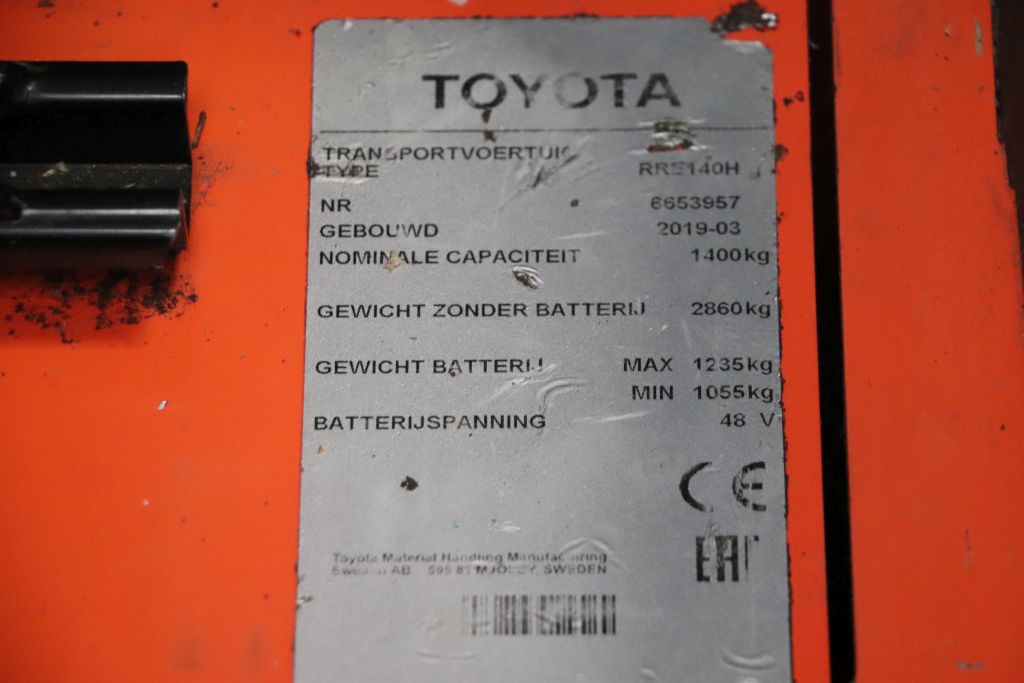 TOYOTA
TRANSPORTVOERTUIG
TYPE RRE140H
NR 6653957
GEBOUWD 2019-03
NOMINALE CAPACITEIT 1400kg
GEWICHT ZONDER BATTERIJ 2860kg
GEWICHT BATTERIJ MAX 1235kg
MIN 1055kg
BATTERIJSPANNING 48 V
CE
EAC
Toyota Material Handling Manufacturing
Sweden AB 595 81 MJÖLBY, SWEDEN